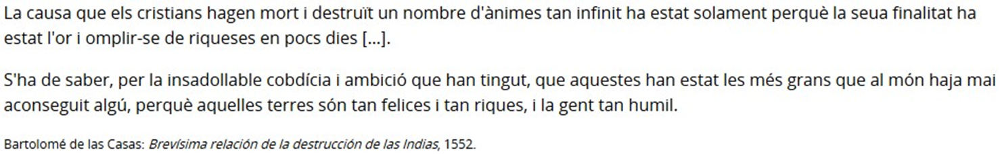 La causa que els cristians hagen mort i destruït un nombre d'ànimes tan infinit ha estat solament perquè la seua finalitat ha
estat l'or i omplir-se de riqueses en pocs dies [...].
S'ha de saber, per la insadollable cobdícia i ambició que han tingut, que aquestes han estat les més grans que al món haja mai
aconseguit algú, perquè aquelles terres són tan felices i tan riques, i la gent tan humil.
Bartolomé de las Casas: Brevísima relación de la destrucción de las Indias, 1552.